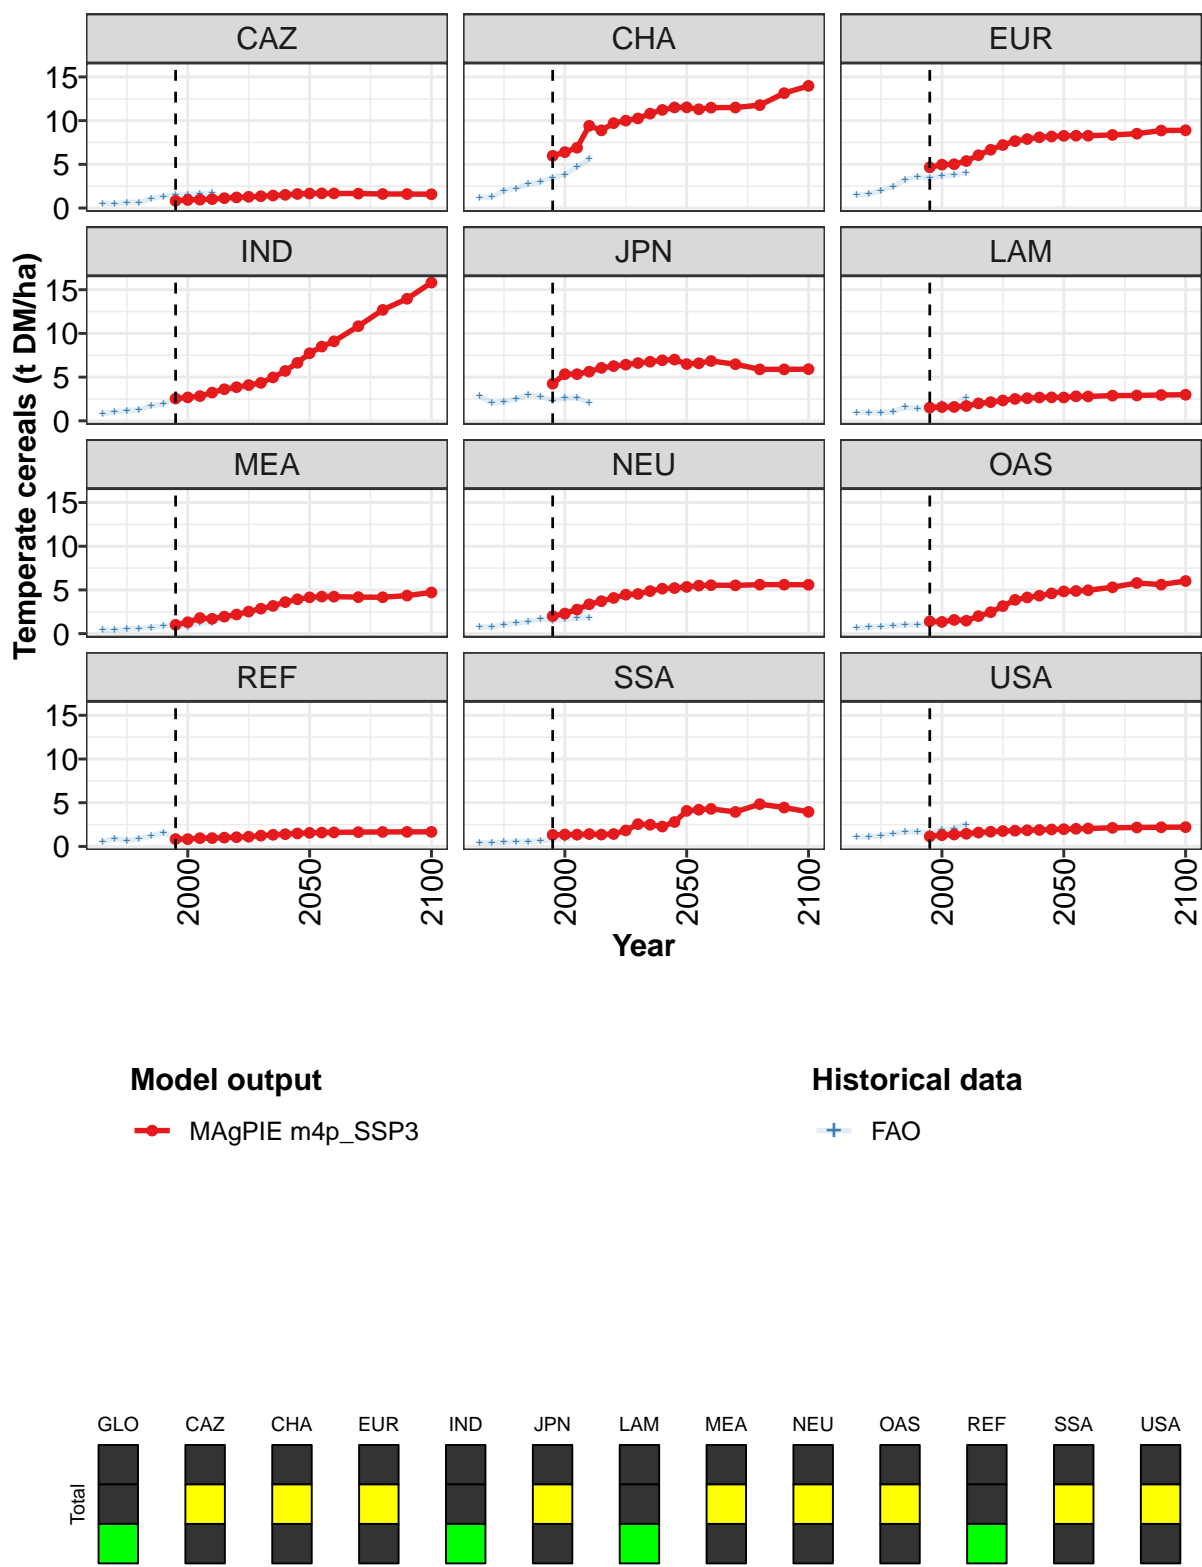 CAZ CHA EUR
15
10
5
0
IND JPN LAM
15
10
5
0
MEA NEU OAS
15
10
5
0
REF SSA USA
15
10
5
0
Temperate cereals (t DM/ha)
2000 2050 2100 2000 2050 2100 2000 2050 2100
Year
Model output
MAgPIE m4p_SSP3
Historical data
FAO
GLO CAZ CHA EUR IND JPN LAM MEA NEU OAS REF SSA USA
Total